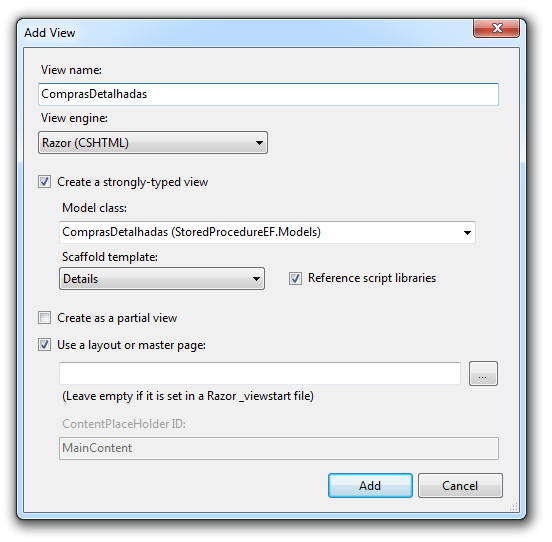 Add View
View name:
ComprasDetalhadas
View engine:
Razor (CSHTML)
Create a strongly-typed view
Model class:
ComprasDetalhadas (StoredProcedureEF.Models)
Scaffold template:
Details
Reference script libraries
Create as a partial view
Use a layout or master page:
...
(Leave empty if it is set in a Razor _viewstart file)
ContentPlaceHolder ID:
MainContent
Add Cancel